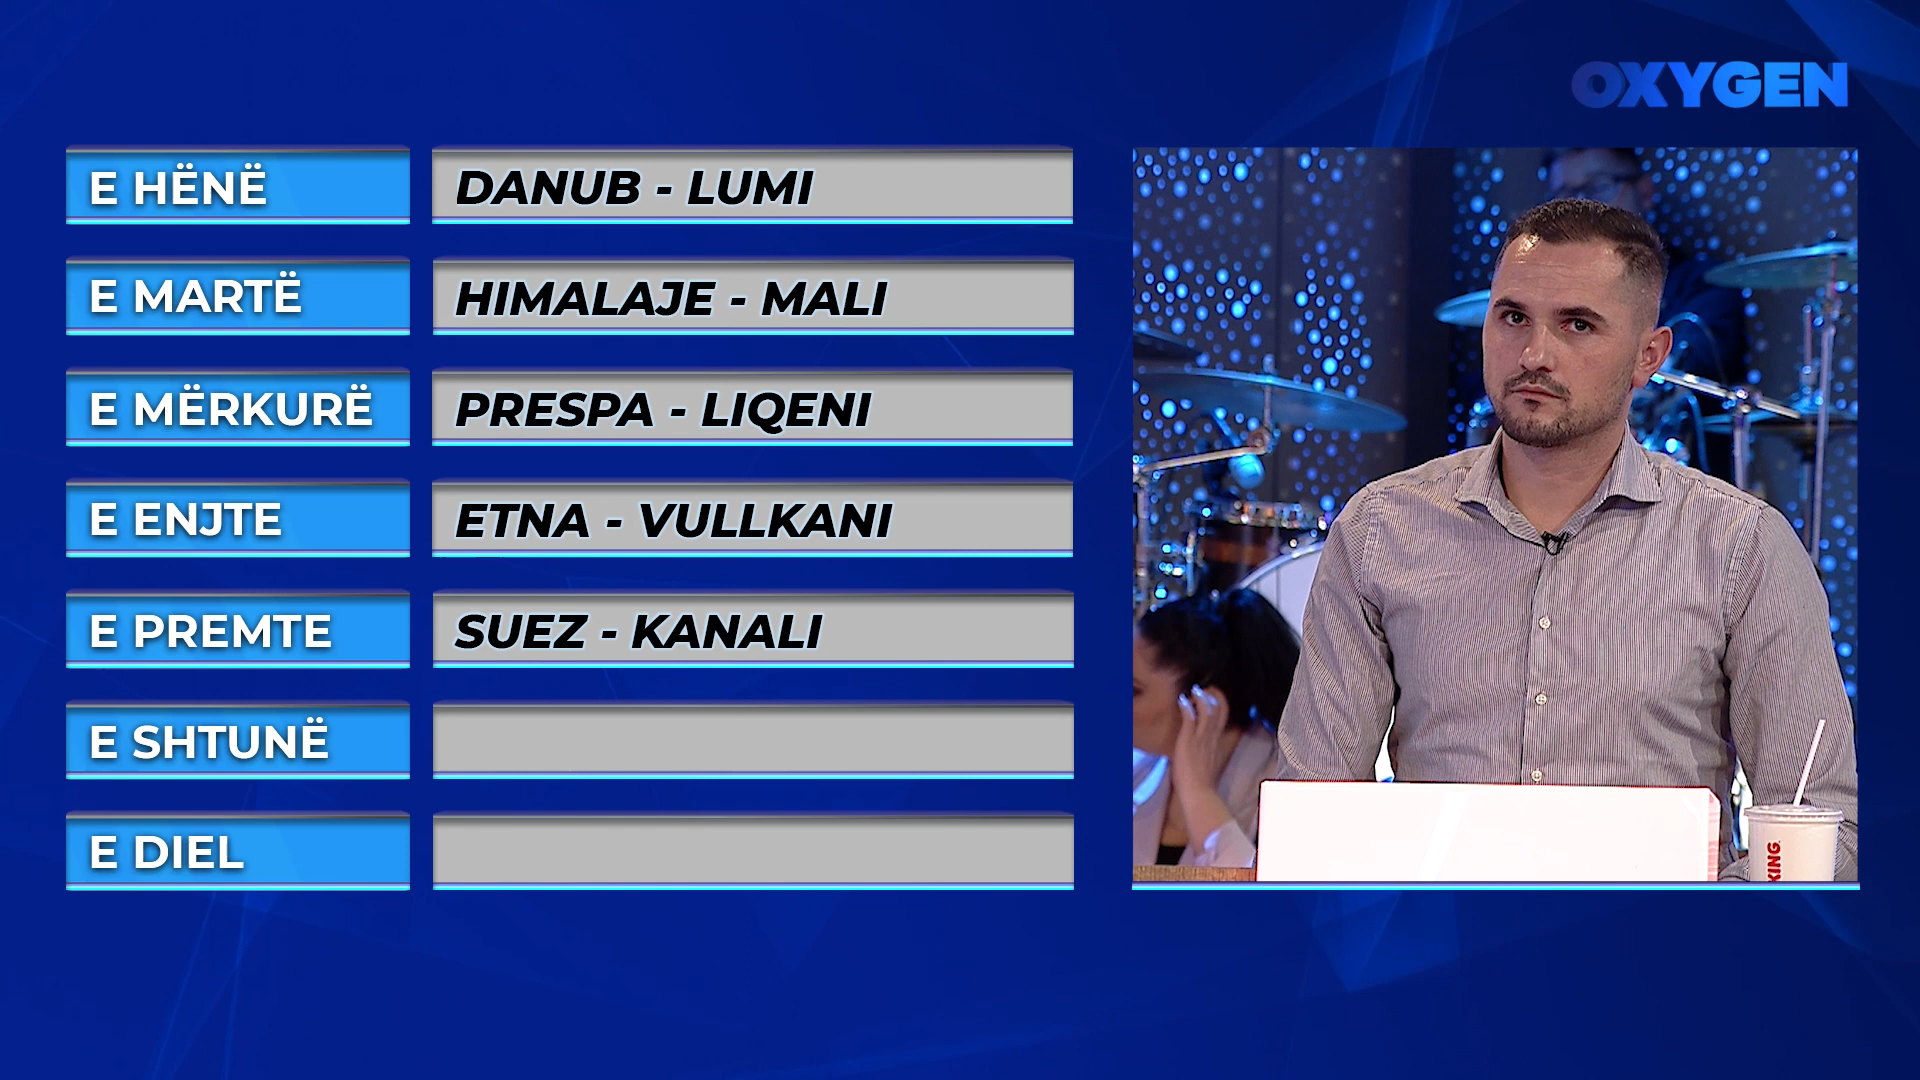 OXYGEN
E HËNË
DANUB - LUMI
E MARTË
HIMALAJE - MALI
E MËRKURË
PRESPA - LIQENI
E ENJTE
ETNA - VULLKANI
E PREMTE
SUEZ - KANALI
E SHTUNË
E DIEL
KING